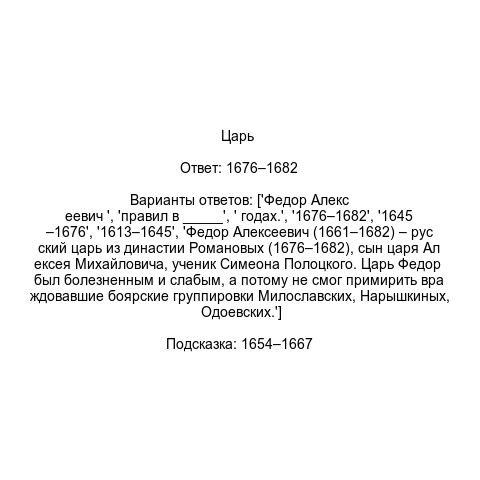 Царь
Ответ: 1676–1682
Варианты ответов: ['Федор Алекс
еевич ', 'правил в _____', ' годах.', '1676–1682', '1645
–1676', '1613–1645', 'Федор Алексеевич (1661–1682) – рус
ский царь из династии Романовых (1676–1682), сын царя Ал
ексея Михайловича, ученик Симеона Полоцкого. Царь Федор
был болезненным и слабым, а потому не смог примирить вра
ждовавшие боярские группировки Милославских, Нарышкиных,
Одоевских.']
Подсказка: 1654–1667